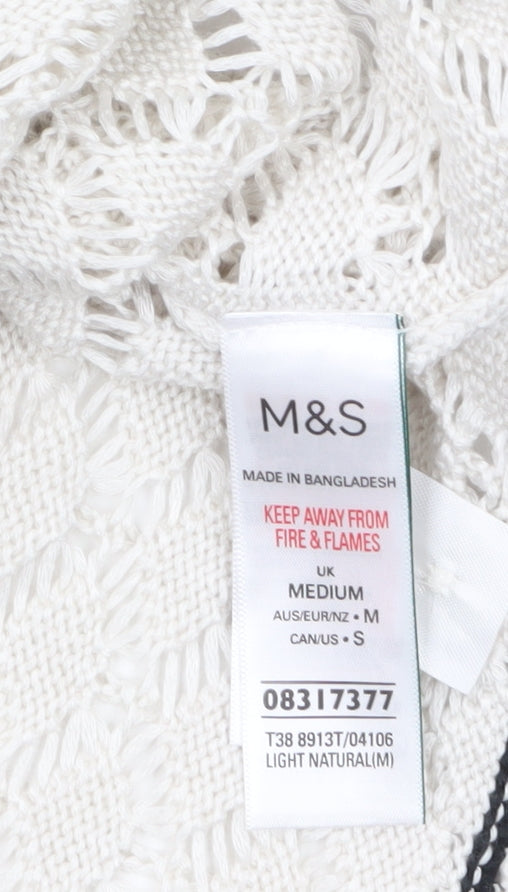 M&S
MADE IN BANGLADESH
KEEP AWAY FROM
FIRE & FLAMES
UK
MEDIUM
AUS/EUR/NZ • M
CAN/US • S
08317377
T38 8913T/04106
LIGHT NATURAL(M)